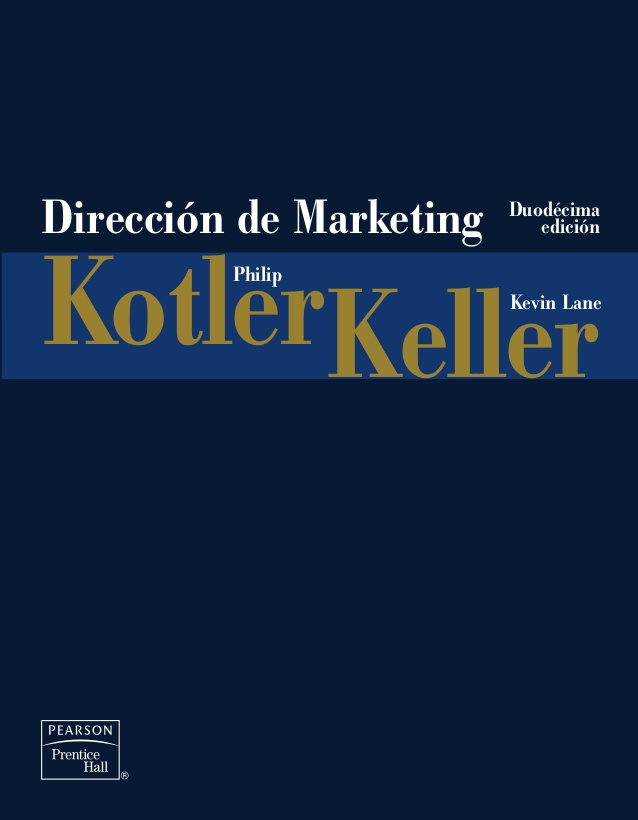 Dirección de Marketing
Duodécima
edición
Philip
Kotler
Kevin Lane
Keller
PEARSON
Prentice
Hall
®